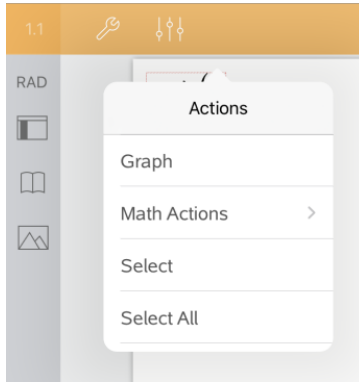 1.1
RAD
Actions
Graph
Math Actions
Select
Select All